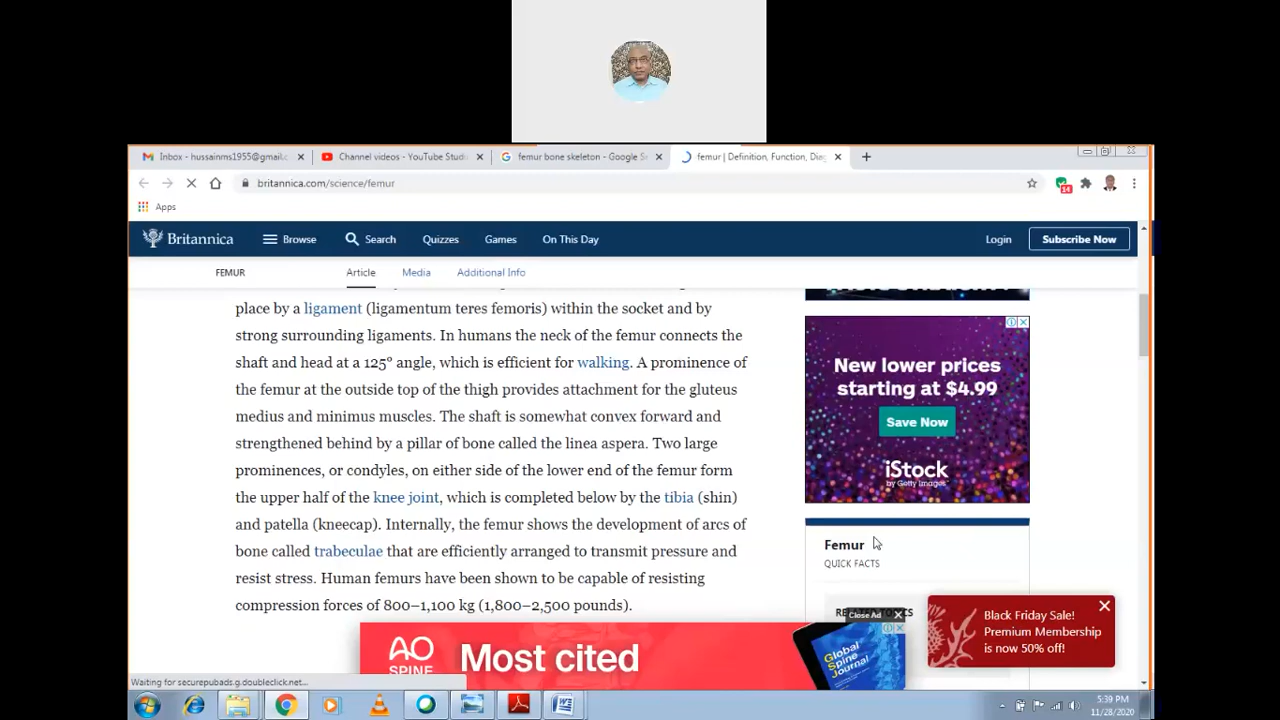 Inbox - hussainms1955@gmail.c
Channel videos - YouTube Studi
femur bone skeleton - Google S
femur | Definition, Function, Diag
britannica.com/science/femur
14
Apps
Britannica
Browse
Search
Quizzes
Games
On This Day
Login
Subscribe Now
FEMUR
Article
Media
Additional Info
place by a ligament (ligamentum teres femoris) within the socket and by
strong surrounding ligaments. In humans the neck of the femur connects the
shaft and head at a 125° angle, which is efficient for walking. A prominence of
the femur at the outside top of the thigh provides attachment for the gluteus
medius and minimus muscles. The shaft is somewhat convex forward and
strengthened behind by a pillar of bone called the linea aspera. Two large
prominences, or condyles, on either side of the lower end of the femur form
the upper half of the knee joint, which is completed below by the tibia (shin)
and patella (kneecap). Internally, the femur shows the development of arcs of
bone called trabeculae that are efficiently arranged to transmit pressure and
resist stress. Human femurs have been shown to be capable of resisting
compression forces of 800–1,100 kg (1,800–2,500 pounds).
New lower prices
starting at $4.99
Save Now
iStock
by Getty Images
Femur
QUICK FACTS
RELATED TOPICS
Close Ad
AO
SPINE
Most cited
Global
Spine
Journal
Black Friday Sale!
Premium Membership
is now 50% off!
Waiting for securepubads.g.doubleclick.net...
5:39 PM
11/28/2020